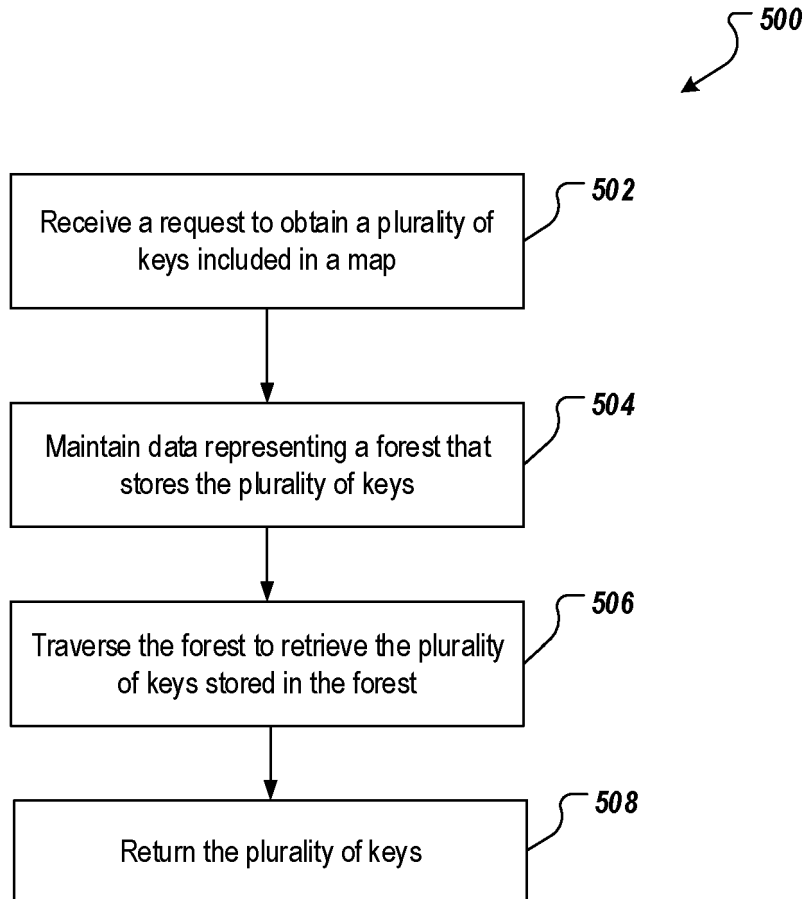 500
502
Receive a request to obtain a plurality of
keys included in a map
504
Maintain data representing a forest that
stores the plurality of keys
506
Traverse the forest to retrieve the plurality
of keys stored in the forest
508
Return the plurality of keys